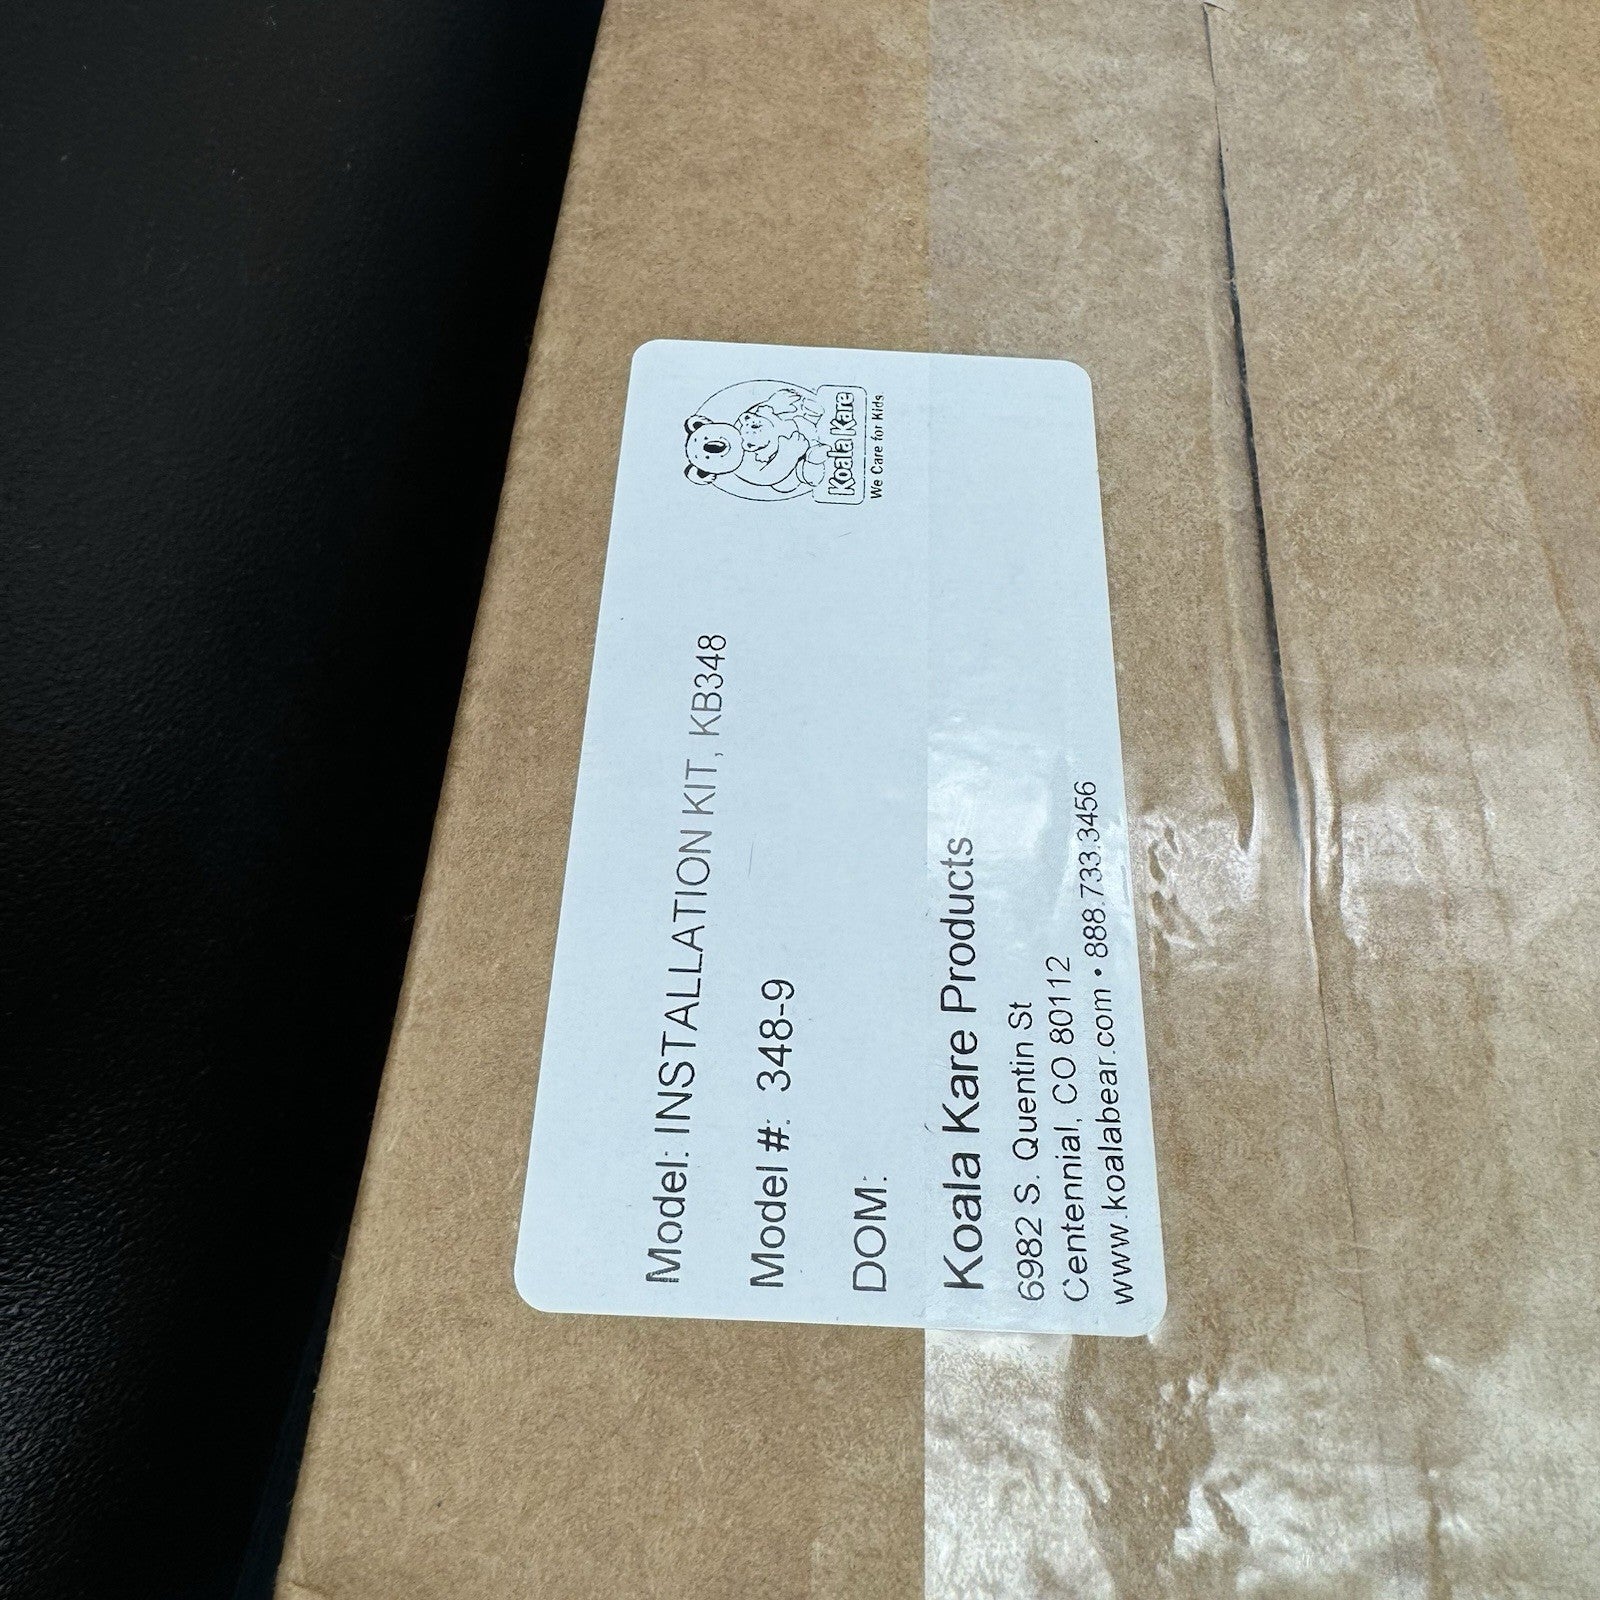 Koala Kare
We Care for Kids.
Model: INSTALLATION KIT, KB348
Model #: 348-9
DOM:
Koala Kare Products
6982 S. Quentin St
Centennial, CO 80112
www.koalabear.com • 888.733.3456